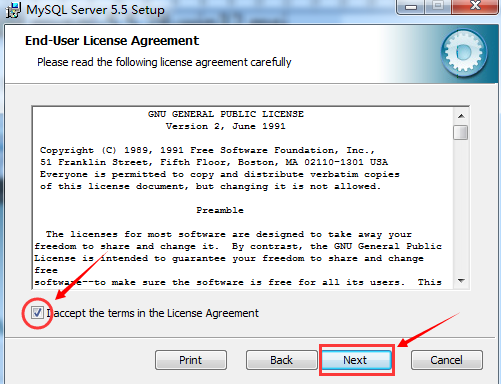 MySQL Server 5.5 Setup
End-User License Agreement
Please read the following license agreement carefully
GNU GENERAL PUBLIC LICENSE
Version 2, June 1991
Copyright (C) 1989, 1991 Free Software Foundation, Inc.,
51 Franklin Street, Fifth Floor, Boston, MA 02110-1301 USA
Everyone is permitted to copy and distribute verbatim copies
of this license document, but changing it is not allowed.
Preamble
The licenses for most software are designed to take away your
freedom to share and change it. By contrast, the GNU General Public
License is intended to guarantee your freedom to share and change
free
software--to make sure the software is free for all its users. This
I accept the terms in the License Agreement
Print
Back
Next
Cancel